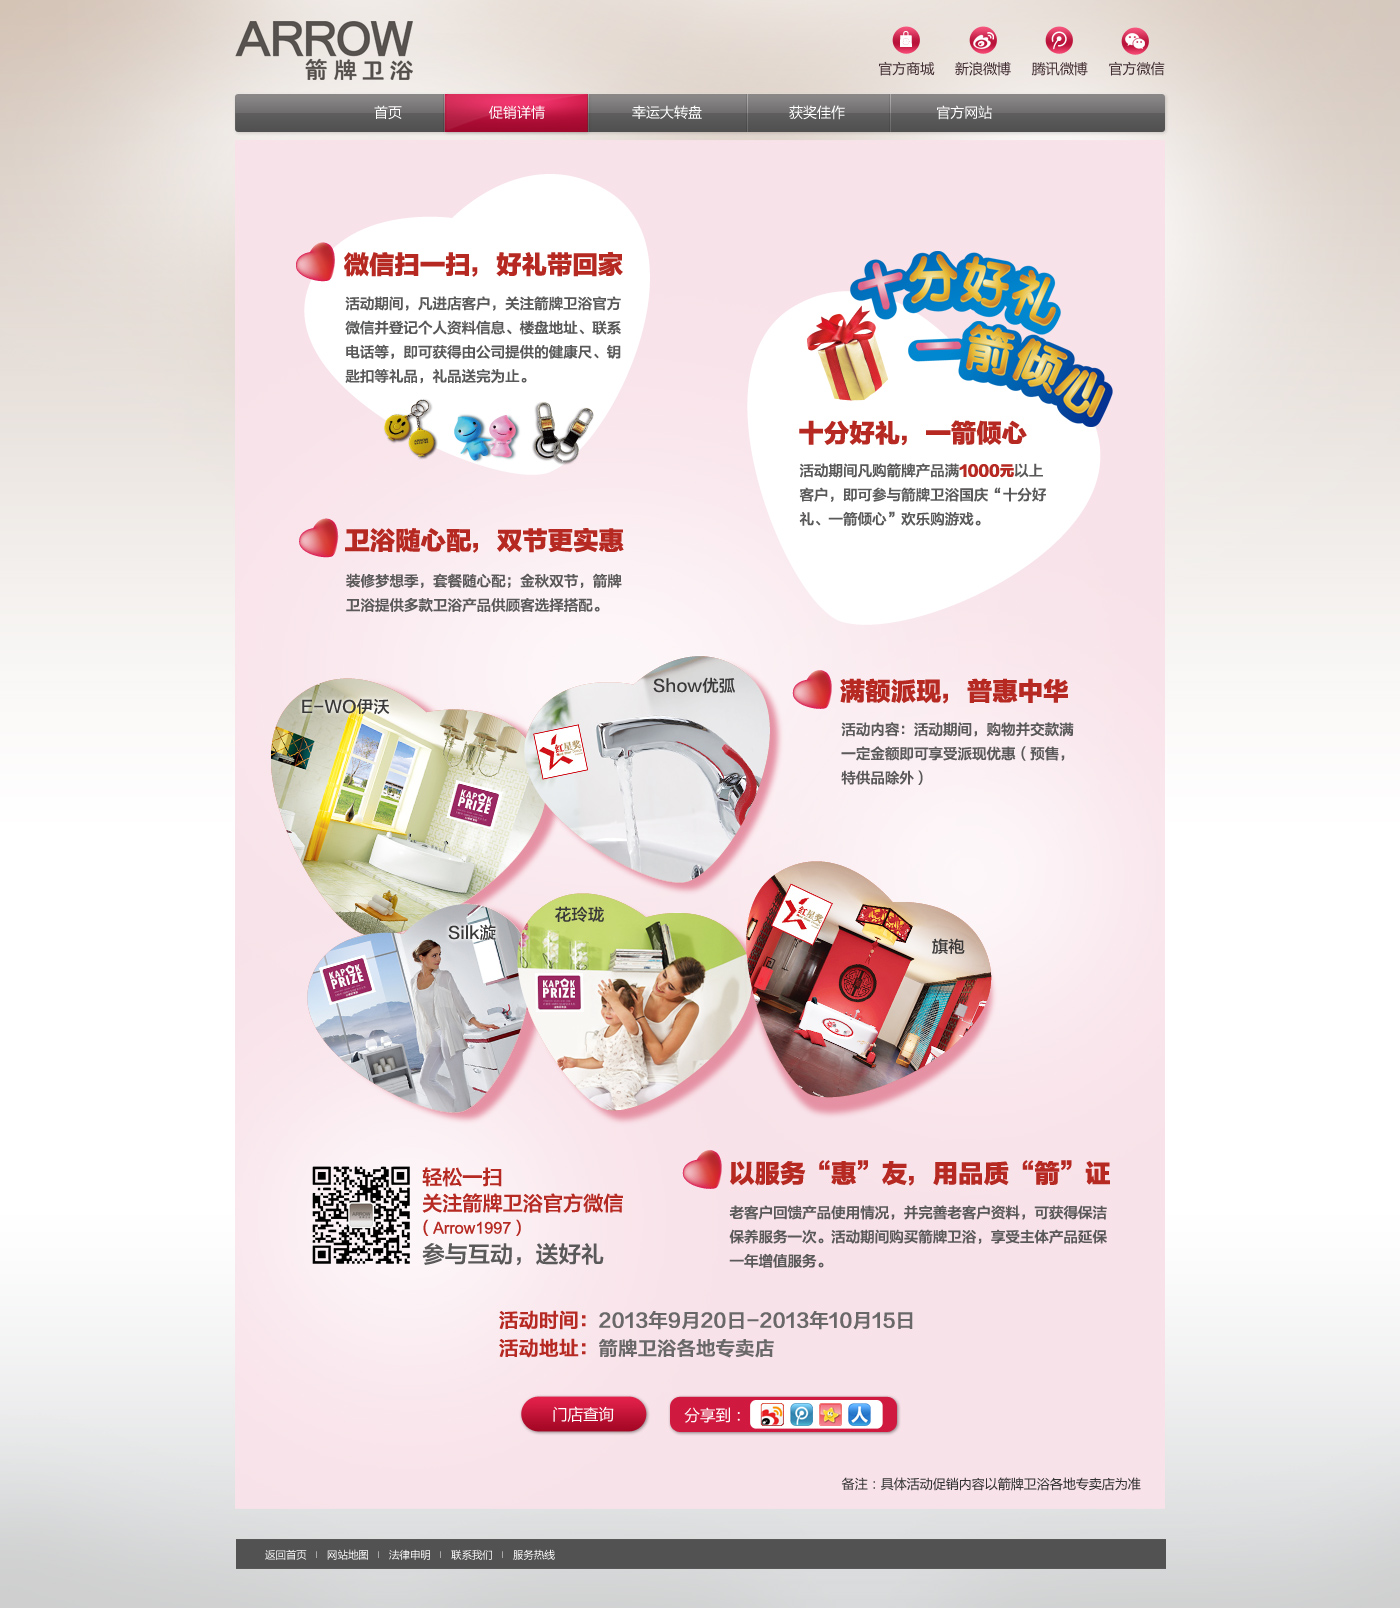 ARROW
箭牌卫浴
官方商城
新浪微博
腾讯微博
官方微信
首页
促销详情
幸运大转盘
获奖佳作
官方网站
微信扫一扫，好礼带回家
活动期间，凡进店客户，关注箭牌卫浴官方
微信并登记个人资料信息、楼盘地址、联系
电话等，即可获得由公司提供的健康尺、钥
匙扣等礼品，礼品送完为止。
十分好礼
一箭倾心
十分好礼，一箭倾心
活动期间凡购箭牌产品满1000元以上
客户，即可参与箭牌卫浴国庆“十分好
礼、一箭倾心”欢乐购游戏。
卫浴随心配，双节更实惠
装修梦想季，套餐随心配；金秋双节，箭牌
卫浴提供多款卫浴产品供顾客选择搭配。
E-WO伊沃
KAPOK
PRIZE
Show优弧
红星奖
满额派现，普惠中华
活动内容：活动期间，购物并交款满
一定金额即可享受派现优惠（预售，
特供品除外）
Silk漩
KAPOK
PRIZE
花玲珑
KAPOK
PRIZE
红星奖
旗袍
轻松一扫
关注箭牌卫浴官方微信
（Arrow1997）
参与互动，送好礼
ARROW
以服务“惠”友，用品质“箭”证
老客户回馈产品使用情况，并完善老客户资料，可获得保洁
保养服务一次。活动期间购买箭牌卫浴，享受主体产品延保
一年增值服务。
活动时间：2013年9月20日-2013年10月15日
活动地址：箭牌卫浴各地专卖店
门店查询
分享到：
备注：具体活动促销内容以箭牌卫浴各地专卖店为准
返回首页 | 网站地图 | 法律申明 | 联系我们 | 服务热线